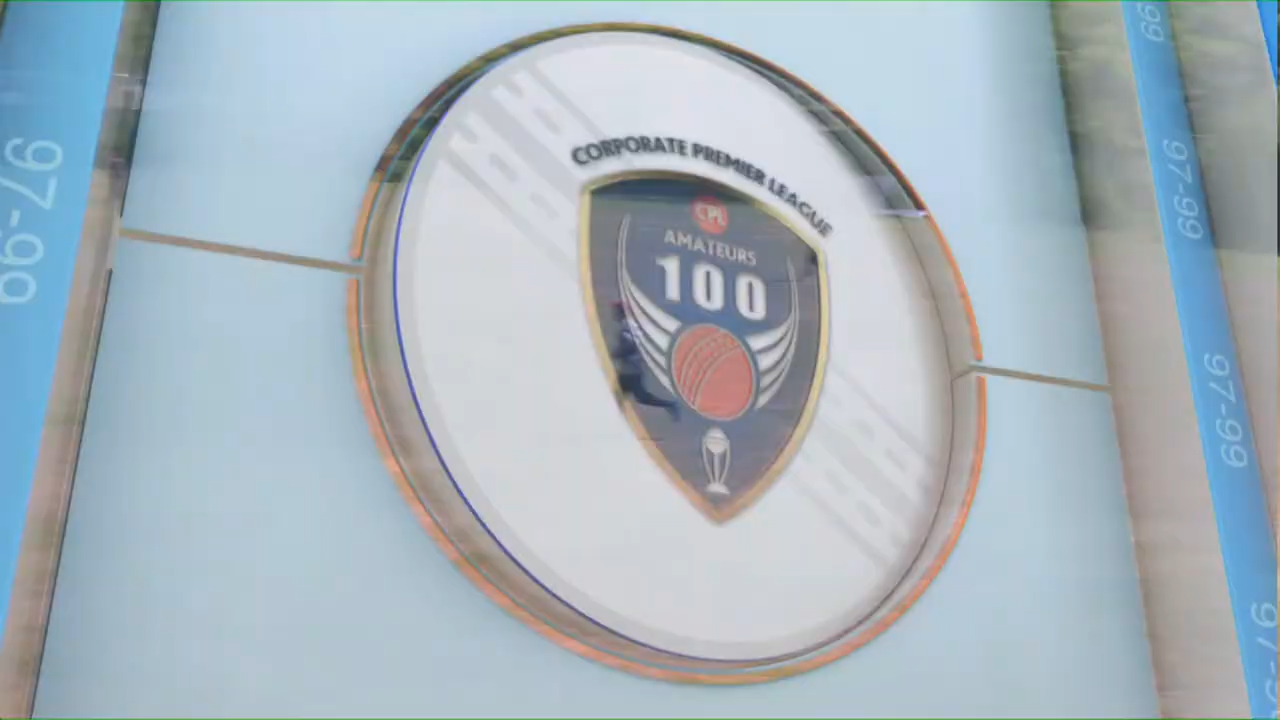 CORPORATE PREMIER LEAGUE
CPL
AMATEURS
100
97-99
97-99
97-99